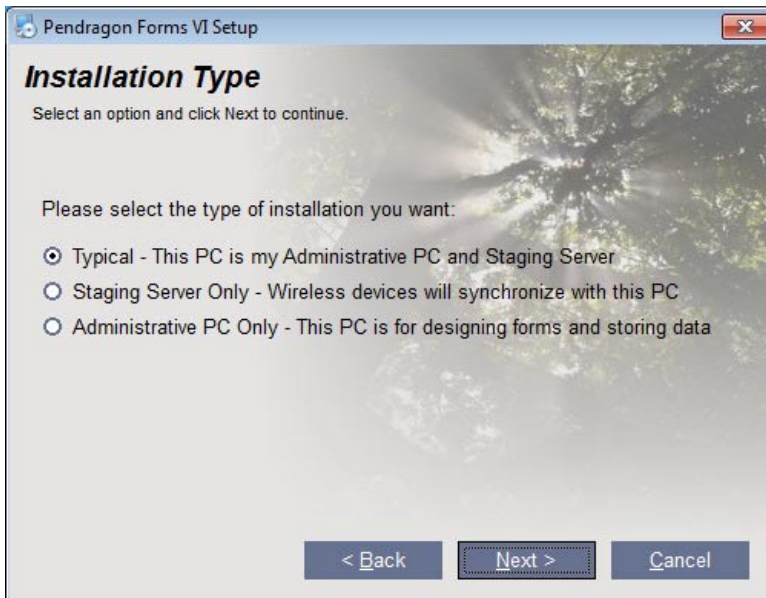 Pendragon Forms VI Setup
Installation Type
Select an option and click Next to continue.
Please select the type of installation you want:
Typical - This PC is my Administrative PC and Staging Server
Staging Server Only - Wireless devices will synchronize with this PC
Administrative PC Only - This PC is for designing forms and storing data
< Back Next > Cancel